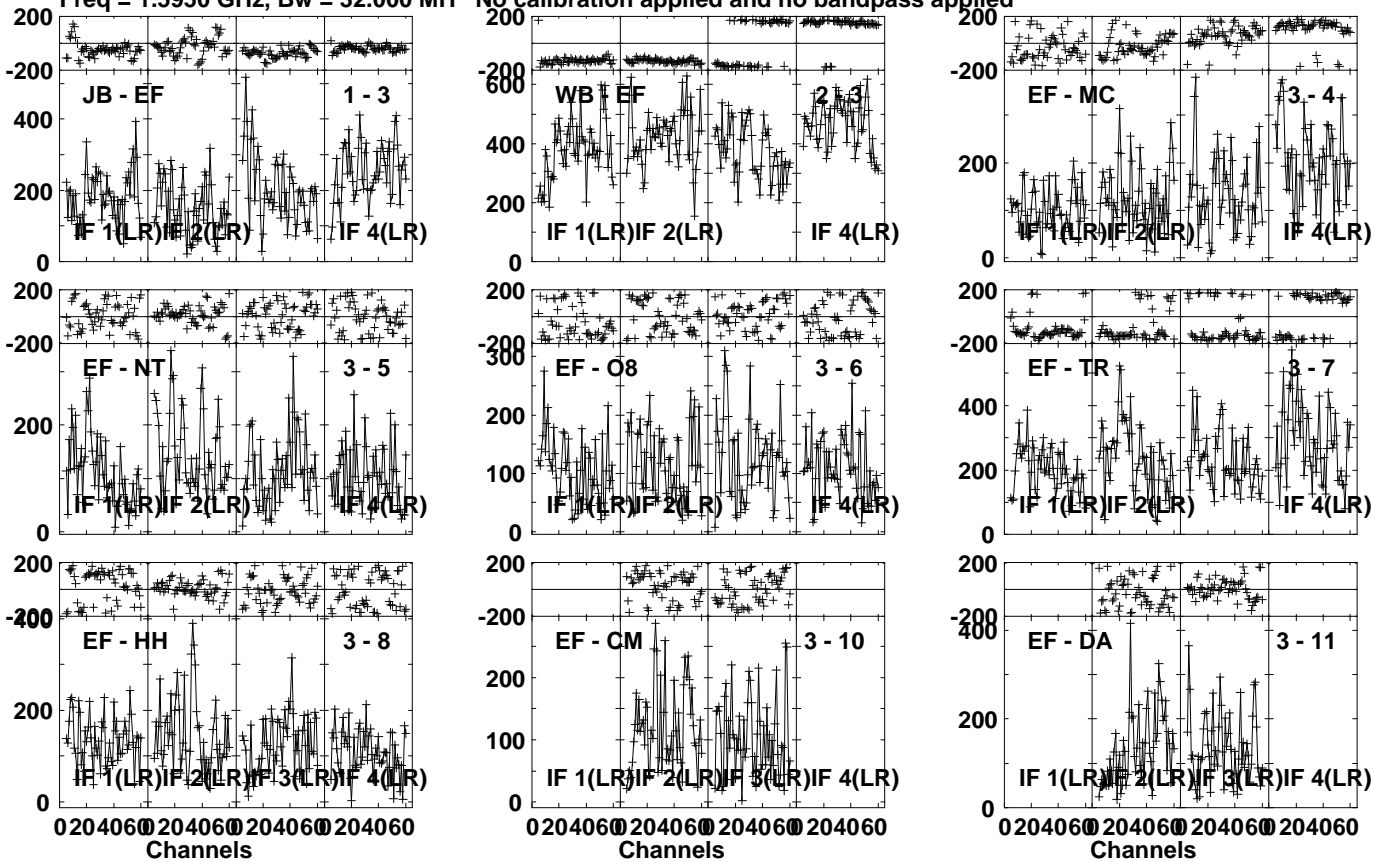 Freq = 1.5950 GHz, Bw = 32.000 MH No calibration applied and no bandpass applied
200
-200
JB - EF 1 - 3
400
200
0
IF 1(LR) IF 2(LR) IF 4(LR)
200
-200
WB - EF 2 - 3
600
400
200
0
IF 1(LR) IF 2(LR) IF 4(LR)
200
-200
EF - MC 3 - 4
200
0
IF 1(LR) IF 2(LR) IF 4(LR)
200
-200
EF - NT 3 - 5
200
0
IF 1(LR) IF 2(LR) IF 4(LR)
200
-200
300
EF - O8 3 - 6
200
100
0
IF 1(LR) IF 2(LR) IF 4(LR)
200
-200
EF - TR 3 - 7
400
200
0
IF 1(LR) IF 2(LR) IF 4(LR)
200
-200
400
EF - HH 3 - 8
200
0
IF 1(LR) IF 2(LR) IF 3(LR) IF 4(LR)
0 20 40 60 0 20 40 60 0 20 40 60 0 20 40 60
Channels
200
-200
EF - CM 3 - 10
200
100
0
IF 1(LR) IF 2(LR) IF 3(LR) IF 4(LR)
0 20 40 60 0 20 40 60 0 20 40 60 0 20 40 60
Channels
200
-200
400
EF - DA 3 - 11
200
0
IF 1(LR) IF 2(LR) IF 3(LR) IF 4(LR)
0 20 40 60 0 20 40 60 0 20 40 60 0 20 40 60
Channels